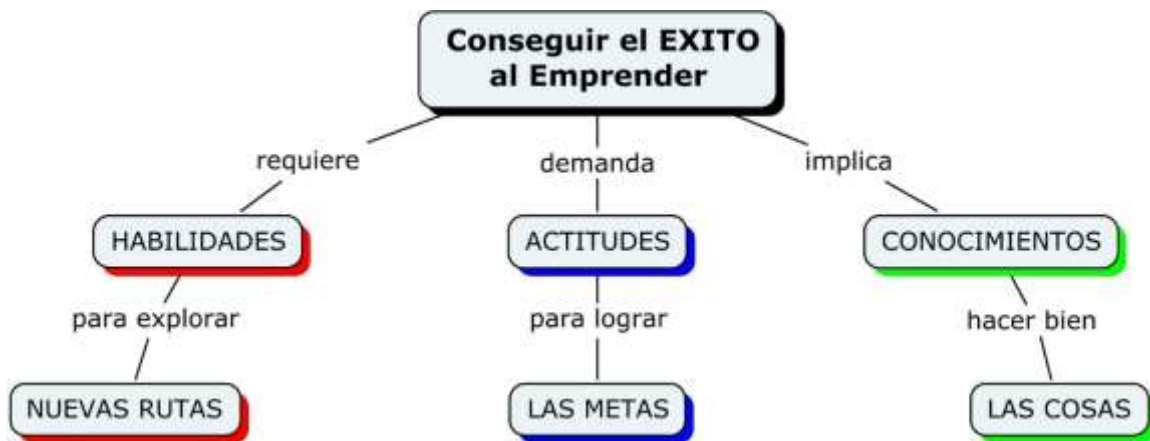 Conseguir el EXITO
al Emprender
requiere
demanda
implica
HABILIDADES
ACTITUDES
CONOCIMIENTOS
para explorar
para lograr
hacer bien
NUEVAS RUTAS
LAS METAS
LAS COSAS